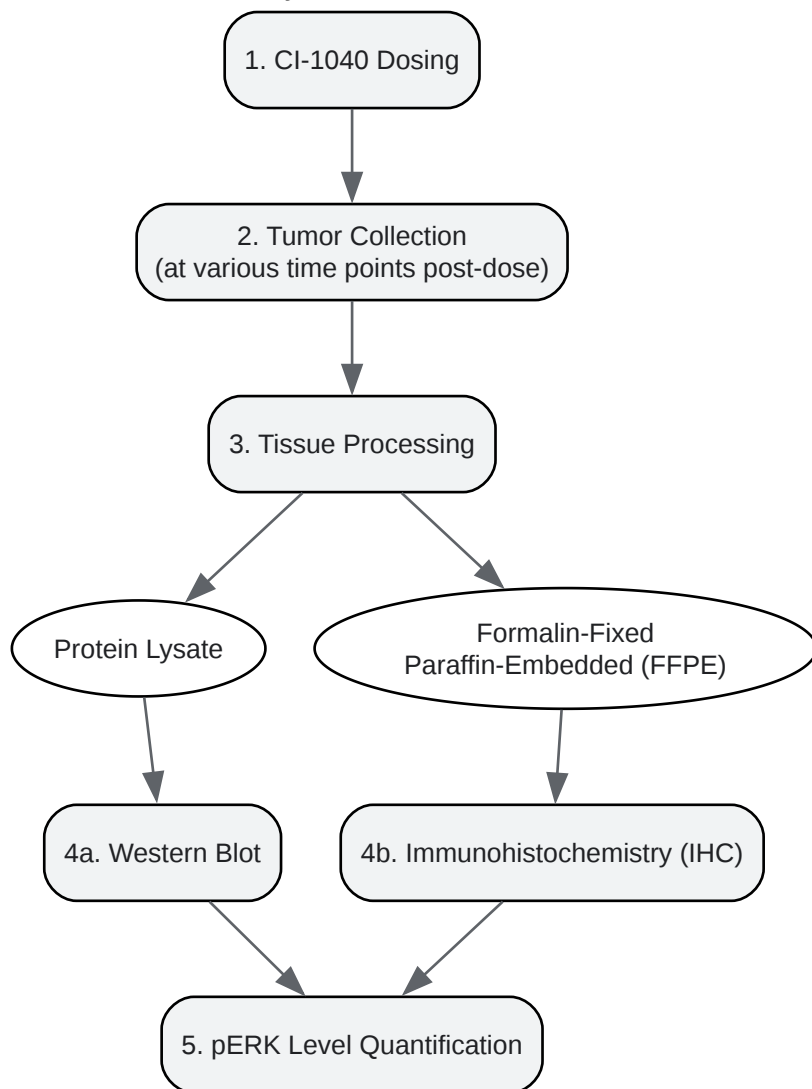 1. CI-1040 Dosing
2. Tumor Collection
(at various time points post-dose)
3. Tissue Processing
Protein Lysate
Formalin-Fixed
Paraffin-Embedded (FFPE)
4a. Western Blot
4b. Immunohistochemistry (IHC)
5. pERK Level Quantification